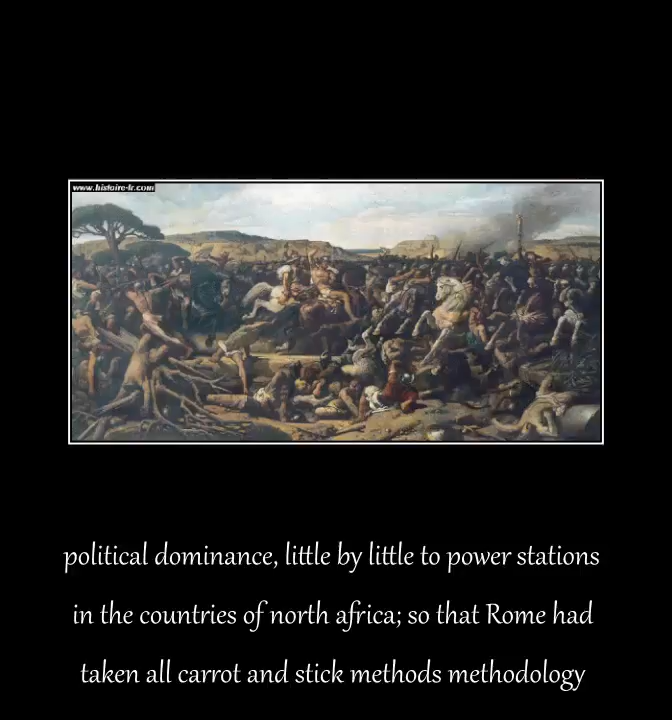 www.histoire-fr.com
political dominance, little by little to power stations
in the countries of north africa; so that Rome had
taken all carrot and stick methods methodology